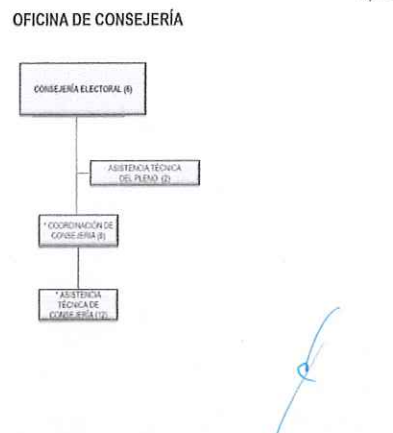 OFICINA DE CONSEJERÍA
CONSEJERÍA ELECTORAL (6)
ASISTENCIA TÉCNICA
DEL PLENO (2)
* COORDINACIÓN DE
CONSEJERÍA (6)
* ASISTENCIA
TÉCNICA DE
CONSEJERÍA (12)